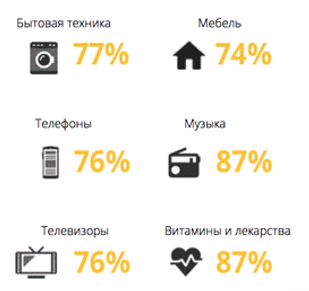 Бытовая техника
Мебель
77%
74%
Телефоны
Музыка
76%
87%
Телевизоры
Витамины и лекарства
76%
87%